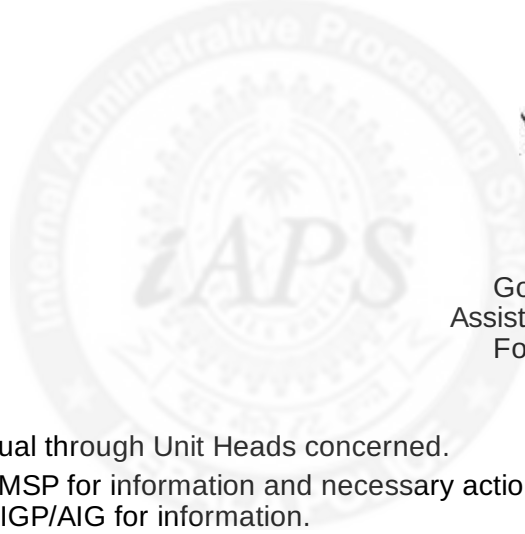 Internal Administrative Processing System
iAPS
Go
Assist
Fo
ual through Unit Heads concerned.
MSP for information and necessary actio
IGP/AIG for information.